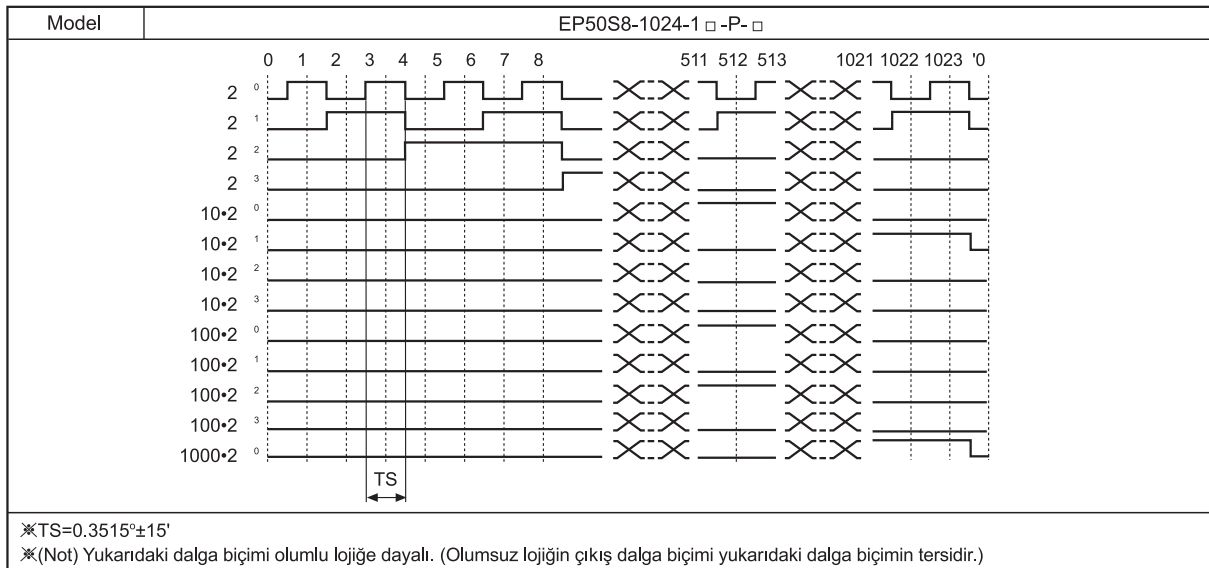 Model EP50S8-1024-1 □ -P- □
0 1 2 3 4 5 6 7 8 511 512 513 1021 1022 1023 '0
2 0
2 1
2 2
2 3
10•2 0
10•2 1
10•2 2
10•2 3
100•2 0
100•2 1
100•2 2
100•2 3
1000•2 0
TS
※TS=0.3515º±15'
※(Not) Yukarıdaki dalga biçimi olumlu lojiğe dayalı. (Olumsuz lojiğin çıkış dalga biçimi yukarıdaki dalga biçimin tersidir.)